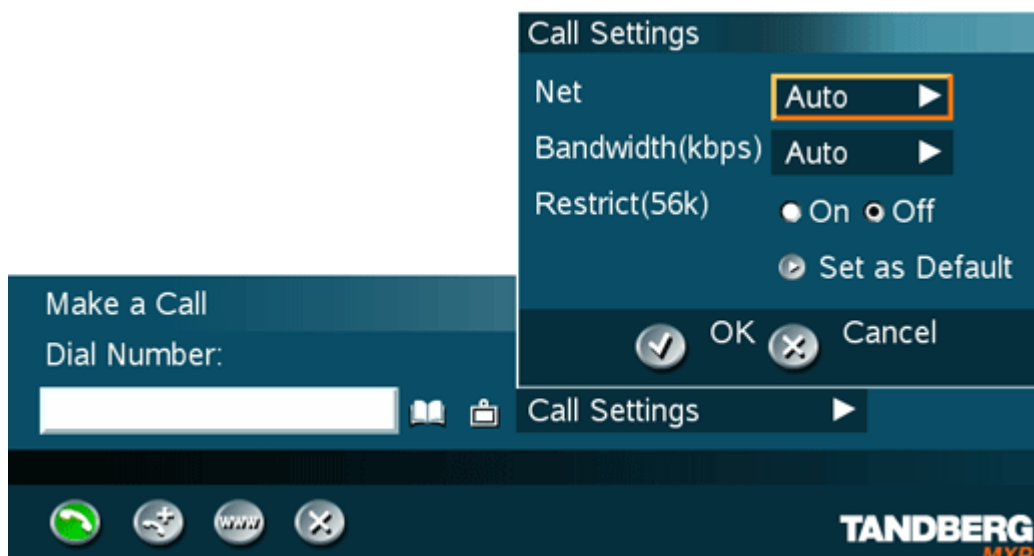 Call Settings
Net Auto
Bandwidth(kbps) Auto
Restrict(56k) On Off
Set as Default
OK Cancel
Make a Call
Dial Number:
Call Settings
www
TANDBERG
MXP